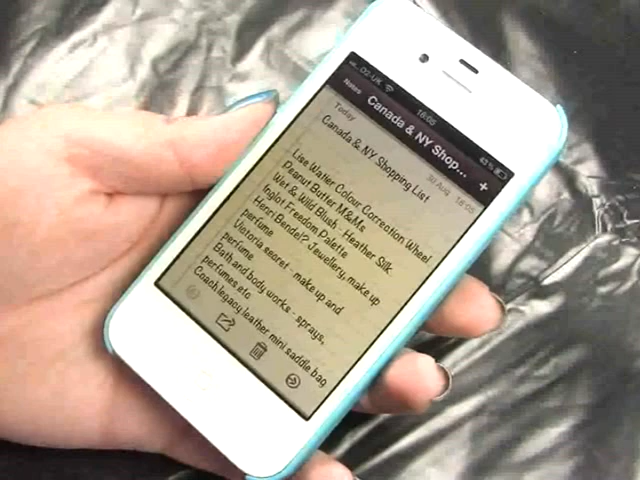 O2-UK 16:05 43%
Notes Canada & NY Shop... +
Today 30 Aug 16:05
Canada & NY Shopping List
Lise Watier Colour Correction Wheel
Peanut Butter M&Ms
Wet & Wild Blush - Heather Silk
Inglot Freedom Palette
Henri Bendel? Jewellery, make up
perfume
Victoria secret - make up and
perfume
Bath and body works - sprays,
perfumes etc
Coach legacy leather mini saddle bag